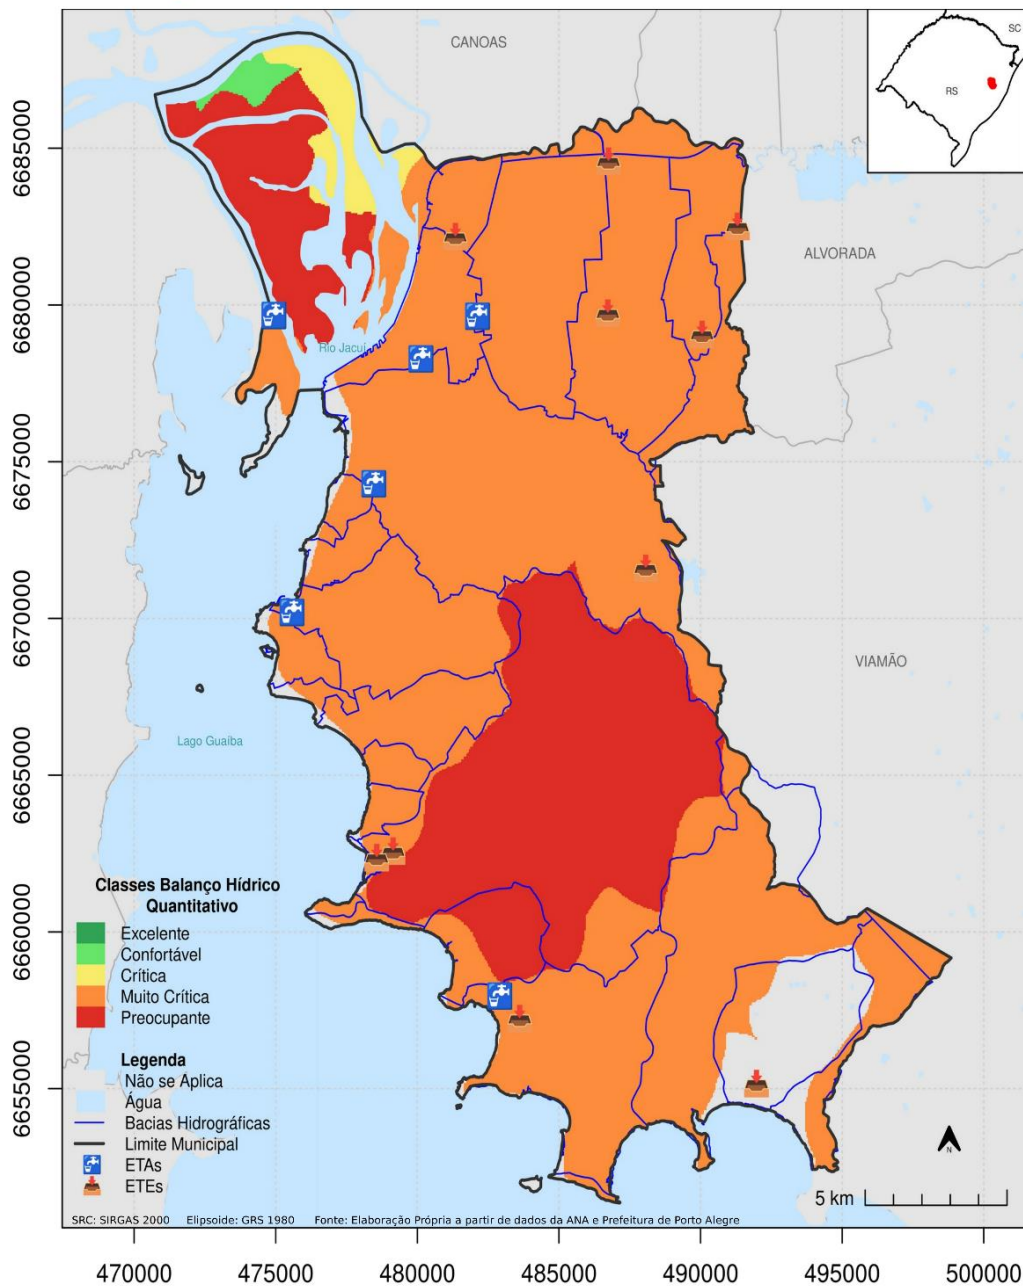 CANOAS
SC
RS
ALVORADA
Rio Jacuí
VIAMÃO
Lago Guaíba
6685000
6680000
6675000
6670000
6665000
6660000
6655000
Classes Balanço Hídrico
Quantitativo
Excelente
Confortável
Crítica
Muito Crítica
Preocupante
Legenda
Não se Aplica
Água
Bacias Hidrográficas
Limite Municipal
ETAs
ETEs
N
5 km
SRC: SIRGAS 2000 Elipsoide: GRS 1980 Fonte: Elaboração Própria a partir de dados da ANA e Prefeitura de Porto Alegre
470000 475000 480000 485000 490000 495000 500000